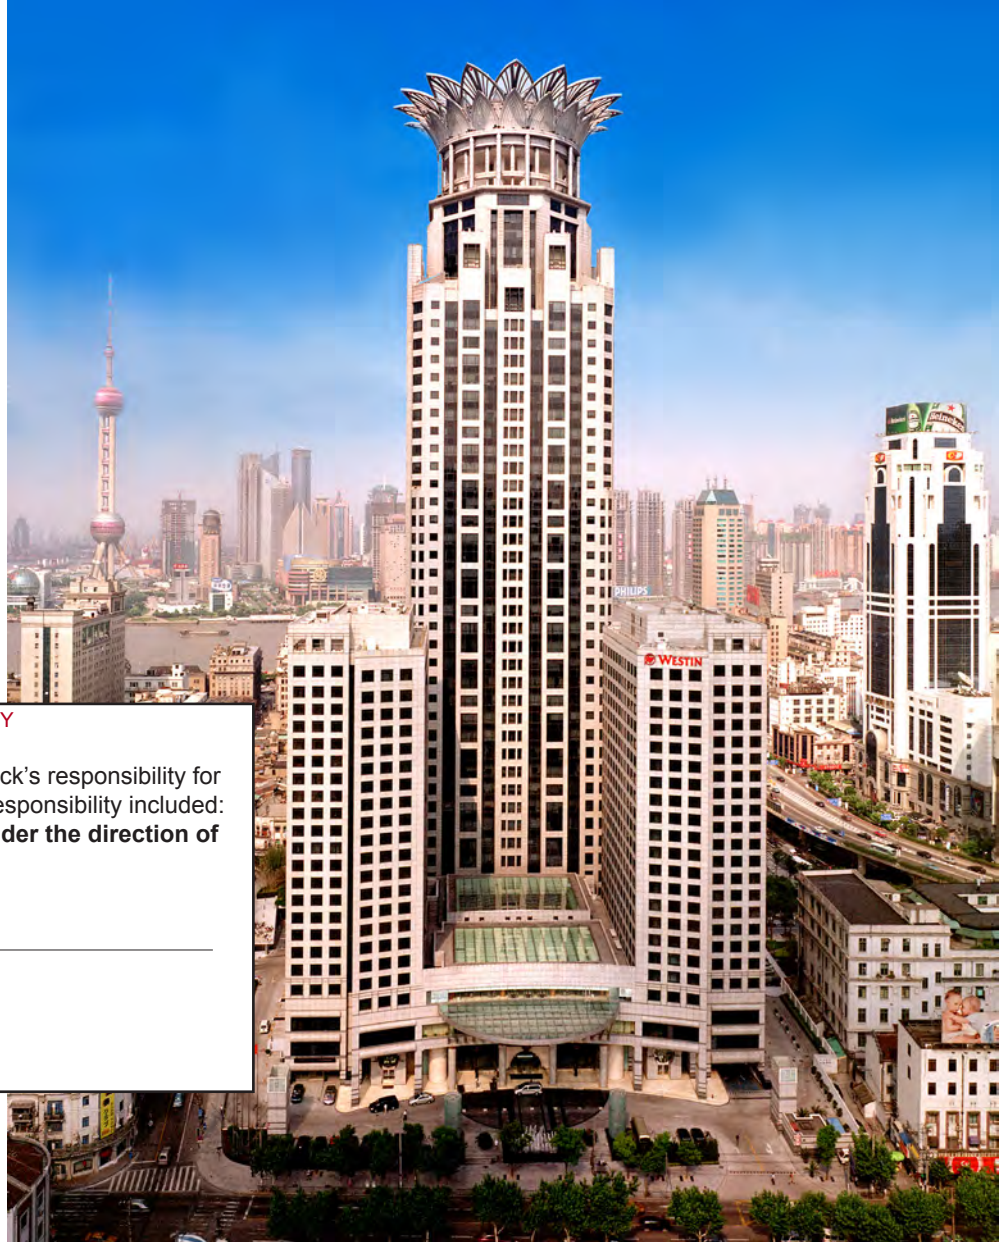 Heineken
PHILIPS
WESTIN
Y
ck's responsibility for
esponsibility included:
der the direction of